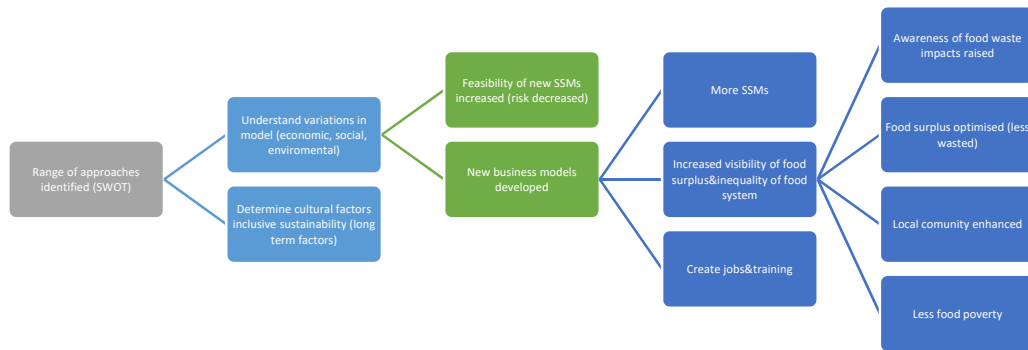 Range of approaches
identified (SWOT)
Understand variations in
model (economic, social,
enviromental)
Determine cultural factors
inclusive sustainability (long
term factors)
Feasibility of new SSMs
increased (risk decreased)
New business models
developed
More SSMs
Increased visibility of food
surplus&inequality of food
system
Create jobs&training
Awareness of food waste
impacts raised
Food surplus optimised (less
wasted)
Local comunity enhanced
Less food poverty